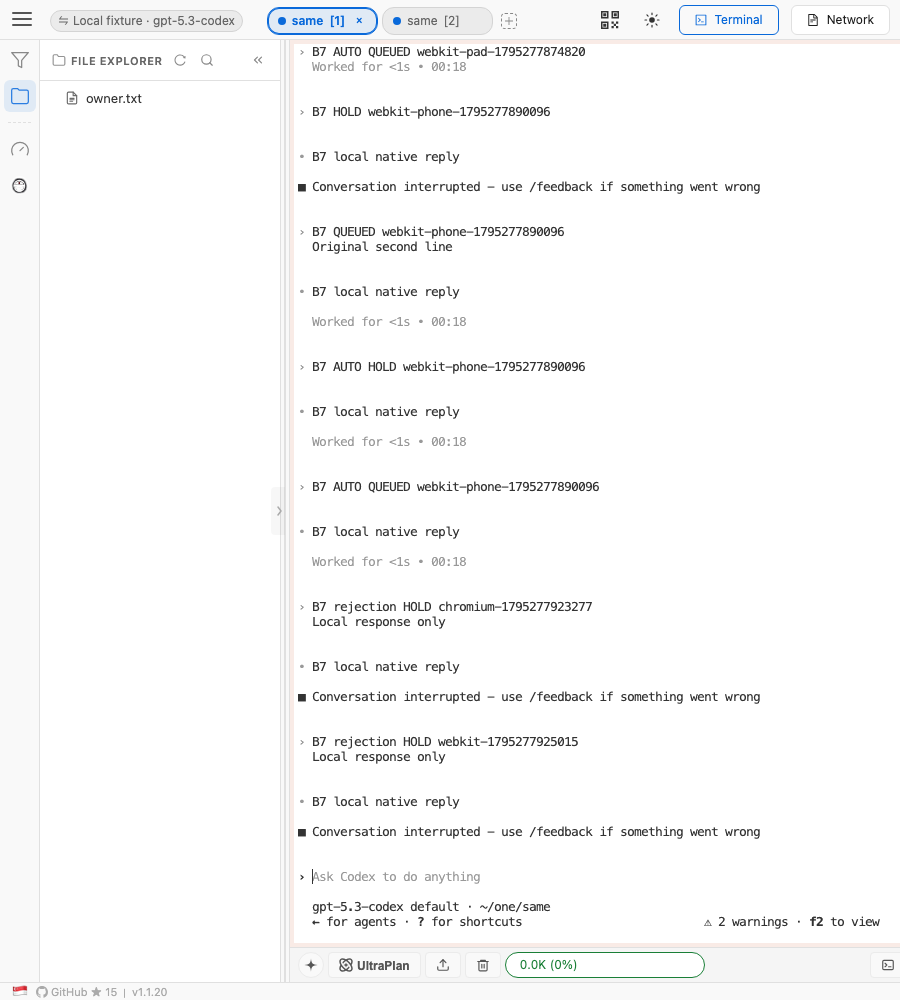 Local fixture · gpt-5.3-codex
same [1] ×
same [2]
Terminal
Network
FILE EXPLORER
owner.txt
› B7 AUTO QUEUED webkit-pad-1795277874820
Worked for <1s • 00:18
› B7 HOLD webkit-phone-1795277890096
• B7 local native reply
■ Conversation interrupted - use /feedback if something went wrong
› B7 QUEUED webkit-phone-1795277890096
Original second line
• B7 local native reply
Worked for <1s • 00:18
› B7 AUTO HOLD webkit-phone-1795277890096
• B7 local native reply
Worked for <1s • 00:18
› B7 AUTO QUEUED webkit-phone-1795277890096
• B7 local native reply
Worked for <1s • 00:18
› B7 rejection HOLD chromium-1795277923277
Local response only
• B7 local native reply
■ Conversation interrupted - use /feedback if something went wrong
› B7 rejection HOLD webkit-1795277925015
Local response only
• B7 local native reply
■ Conversation interrupted - use /feedback if something went wrong
› Ask Codex to do anything
gpt-5.3-codex default · ~/one/same
← for agents · ? for shortcuts
⚠ 2 warnings · f2 to view
UltraPlan
0.0K (0%)
GitHub ★ 15 | v1.1.20